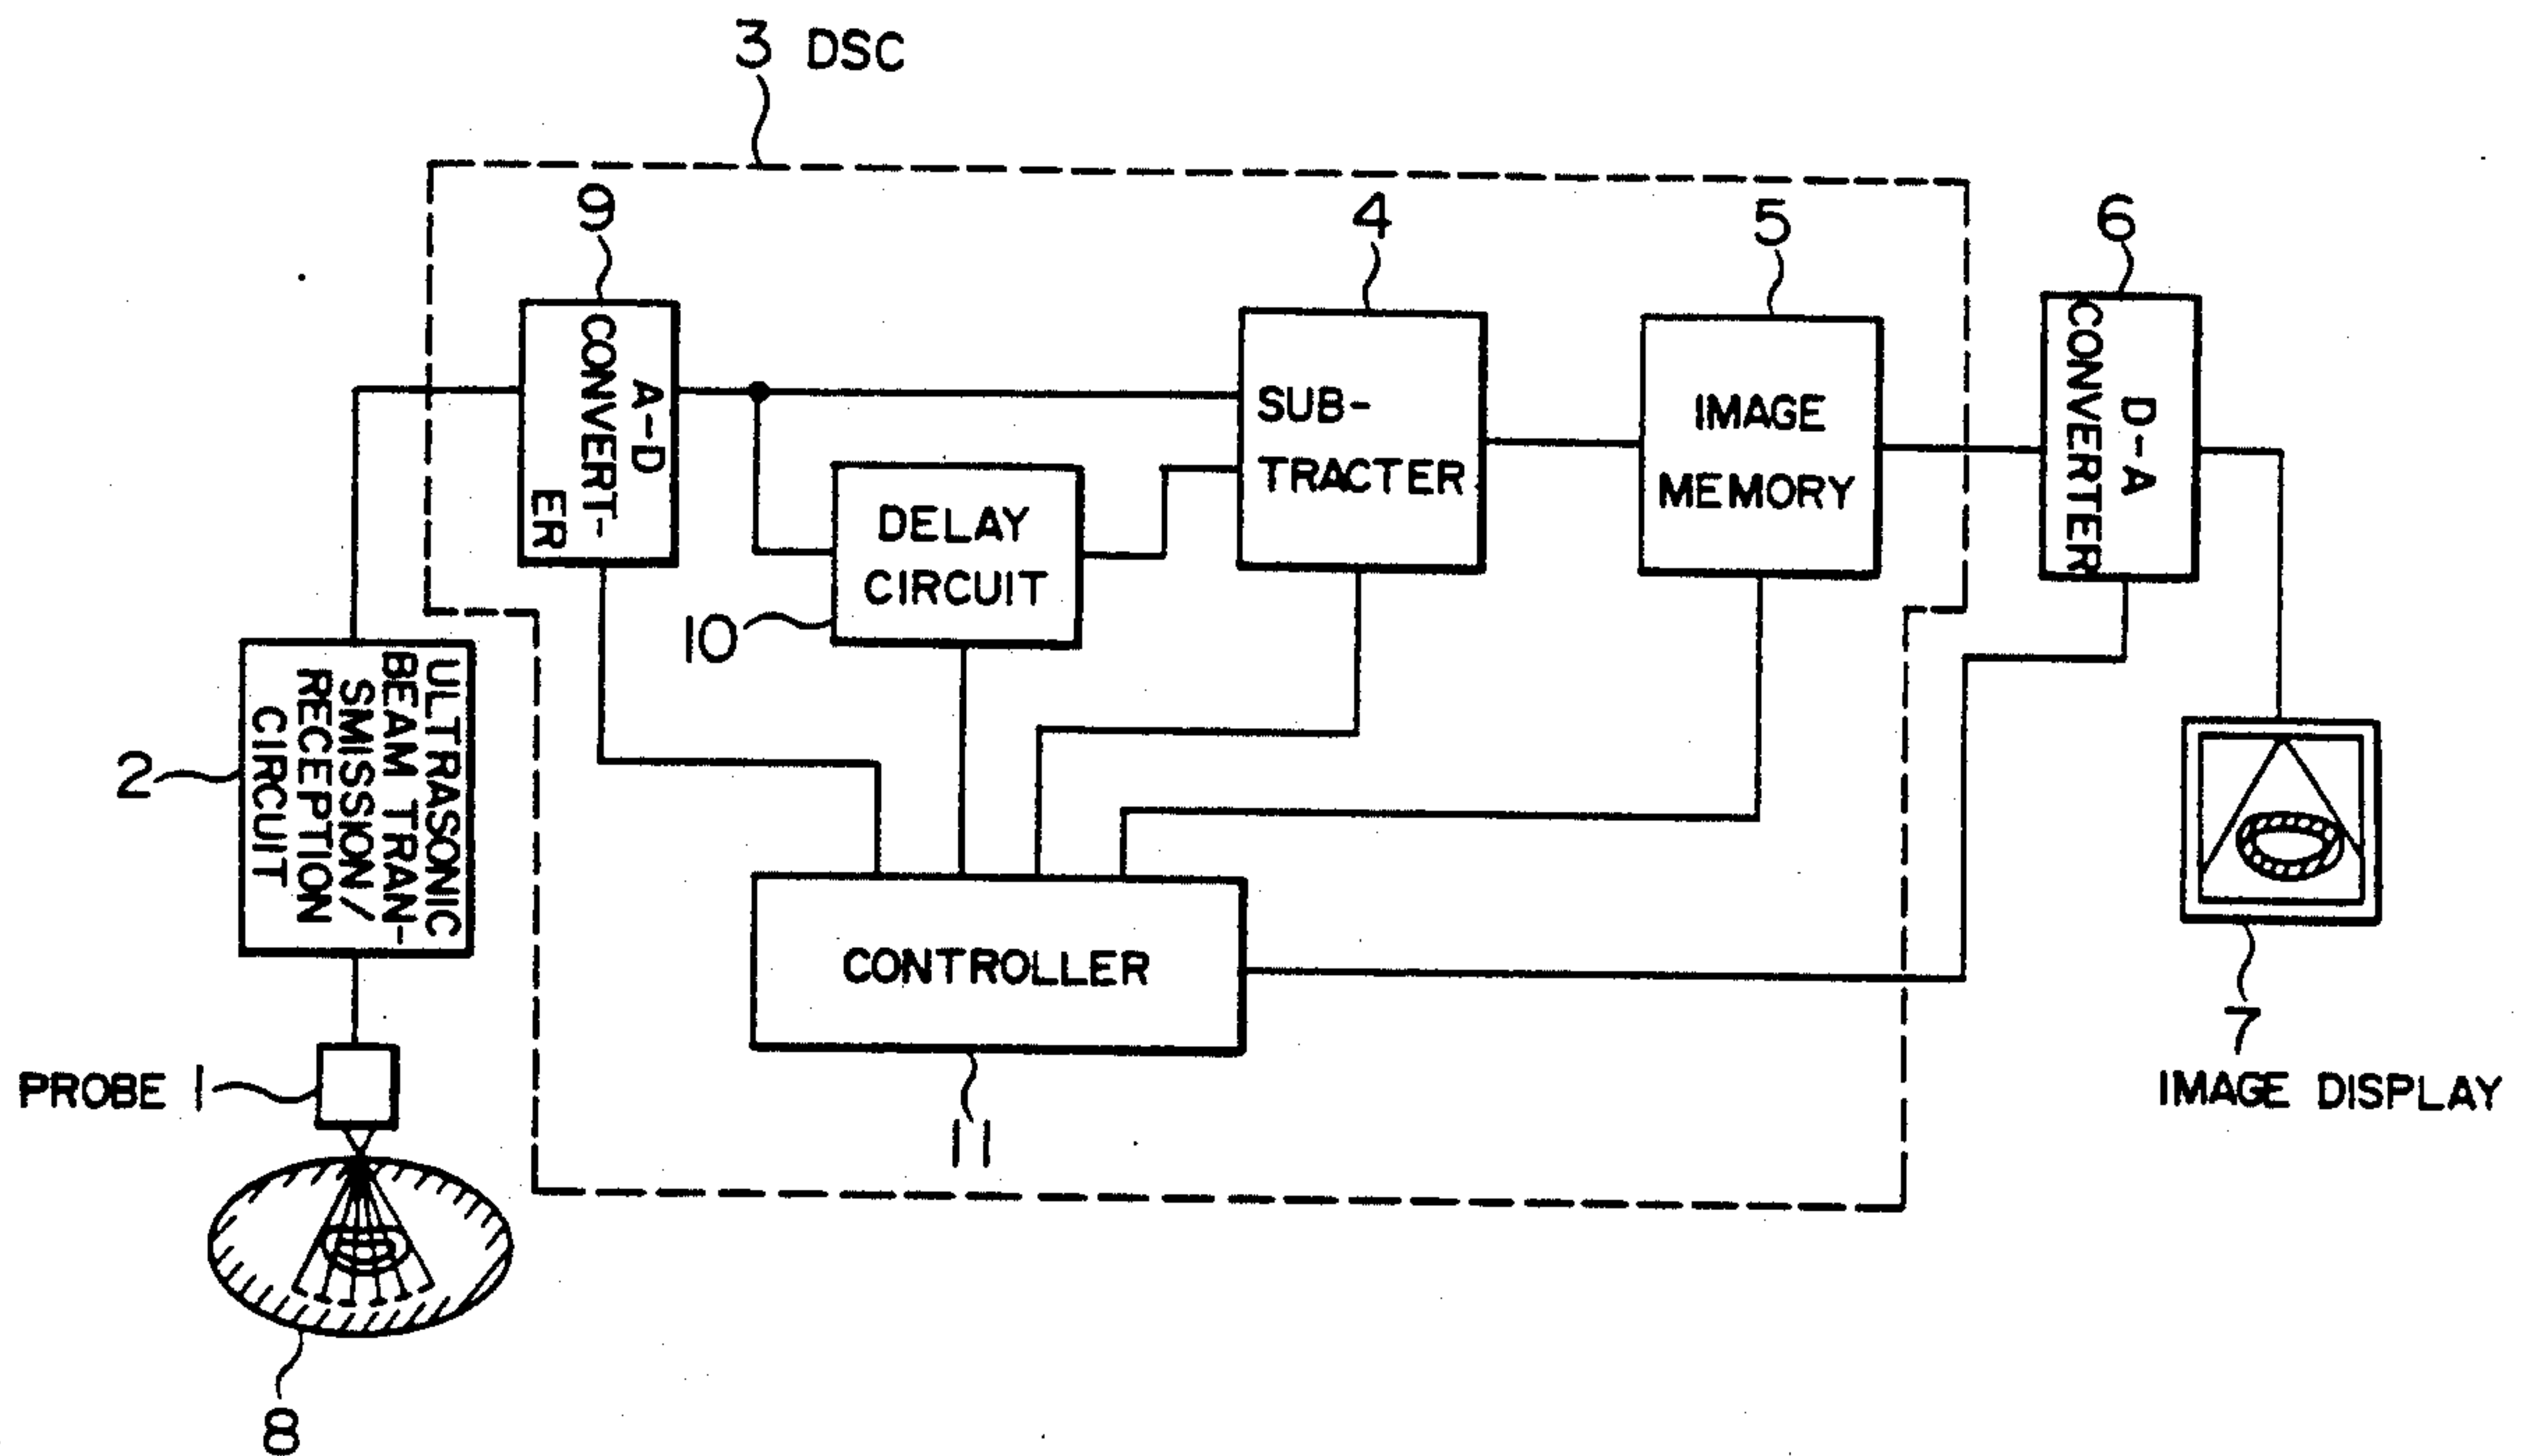 3 DSC
9
4
5
6
A-D
CONVERT-
ER
SUB-
TRACTER
IMAGE
MEMORY
D-A
CONVERTER
DELAY
CIRCUIT
10
ULTRASONIC
BEAM TRAN-
SMISSION/
RECEPTION
CIRCUIT
2
CONTROLLER
11
7
IMAGE DISPLAY
PROBE 1
8